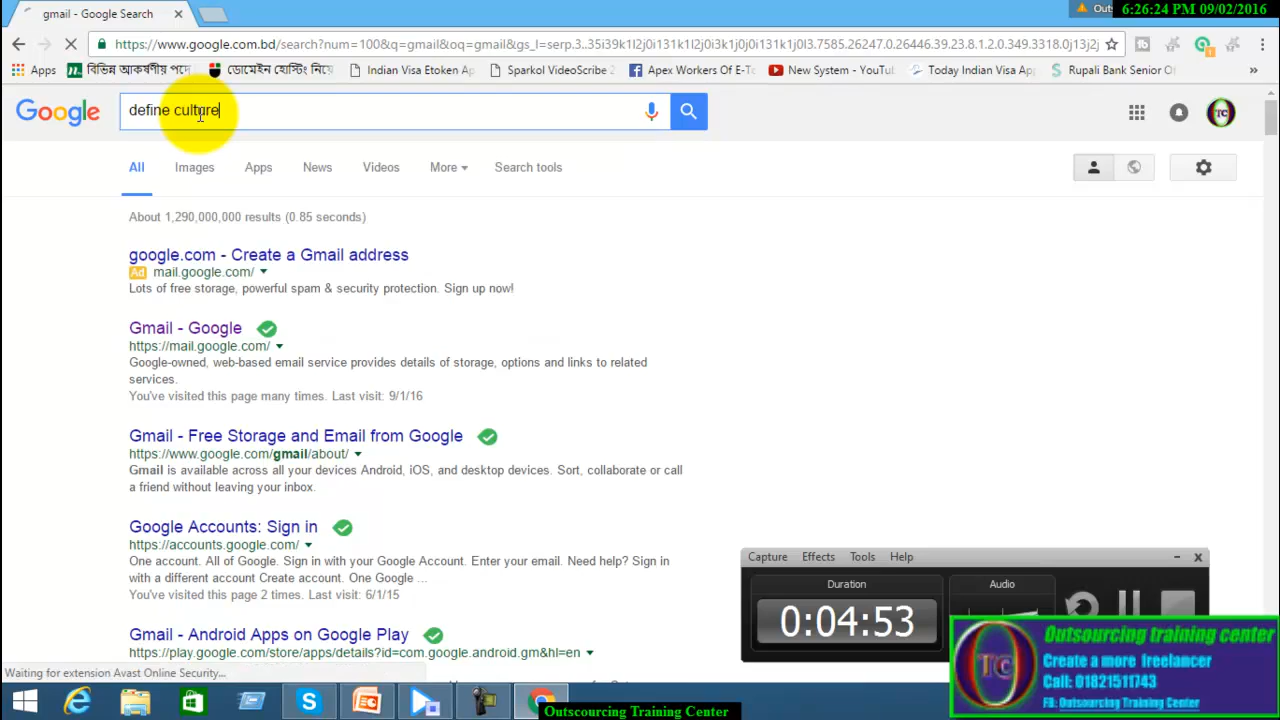 gmail - Google Search
Outs
6:26:24 PM 09/02/2016
https://www.google.com.bd/search?num=100&q=gmail&oq=gmail&gs_l=serp.3..35i39k1l2j0i131k1l2j0i3k1j0j0i131k1j0l3.7585.26247.0.26446.39.23.8.1.2.0.349.3318.0j13j2j
Apps
বিভিন্ন আকর্ষণীয় পদে
ডোমেইন হোস্টিং নিয়ে
Indian Visa Etoken Ap
Sparkol VideoScribe
Apex Workers Of E-To
New System - YouTu
Today Indian Visa App
Rupali Bank Senior Of
»
Google
define culture
All
Images
Apps
News
Videos
More
Search tools
About 1,290,000,000 results (0.85 seconds)
google.com - Create a Gmail address
Ad mail.google.com/
Lots of free storage, powerful spam & security protection. Sign up now!
Gmail - Google
https://mail.google.com/
Google-owned, web-based email service provides details of storage, options and links to related
services.
You've visited this page many times. Last visit: 9/1/16
Gmail - Free Storage and Email from Google
https://www.google.com/gmail/about/
Gmail is available across all your devices Android, iOS, and desktop devices. Sort, collaborate or call
a friend without leaving your inbox.
Google Accounts: Sign in
https://accounts.google.com/
One account. All of Google. Sign in with your Google Account. Enter your email. Need help? Sign in
with a different account Create account. One Google ...
You've visited this page 2 times. Last visit: 6/1/15
Gmail - Android Apps on Google Play
https://play.google.com/store/apps/details?id=com.google.android.gm&hl=en
Waiting for extension Avast Online Security...
Capture Effects Tools Help
Duration
Audio
0:04:53
Outsourcing training center
Create a more freelancer
Call: 01821511743
FB: Outsourcing Training Center
Outscourcing Training Center